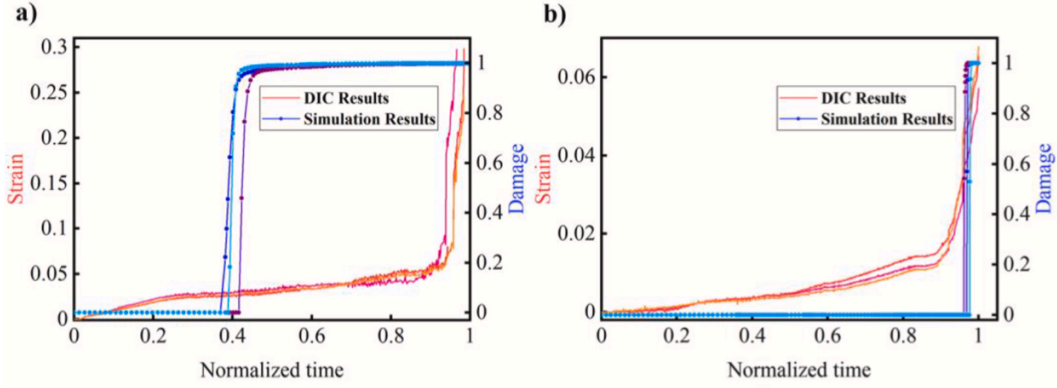 a)
0.3
0.25
0.2
0.15
0.1
0.05
0
Strain
1
0.8
0.6
0.4
0.2
0
Damage
DIC Results
Simulation Results
0 0.2 0.4 0.6 0.8 1
Normalized time
b)
0.06
0.04
0.02
0
Strain
1
0.8
0.6
0.4
0.2
0
Damage
DIC Results
Simulation Results
0 0.2 0.4 0.6 0.8 1
Normalized time